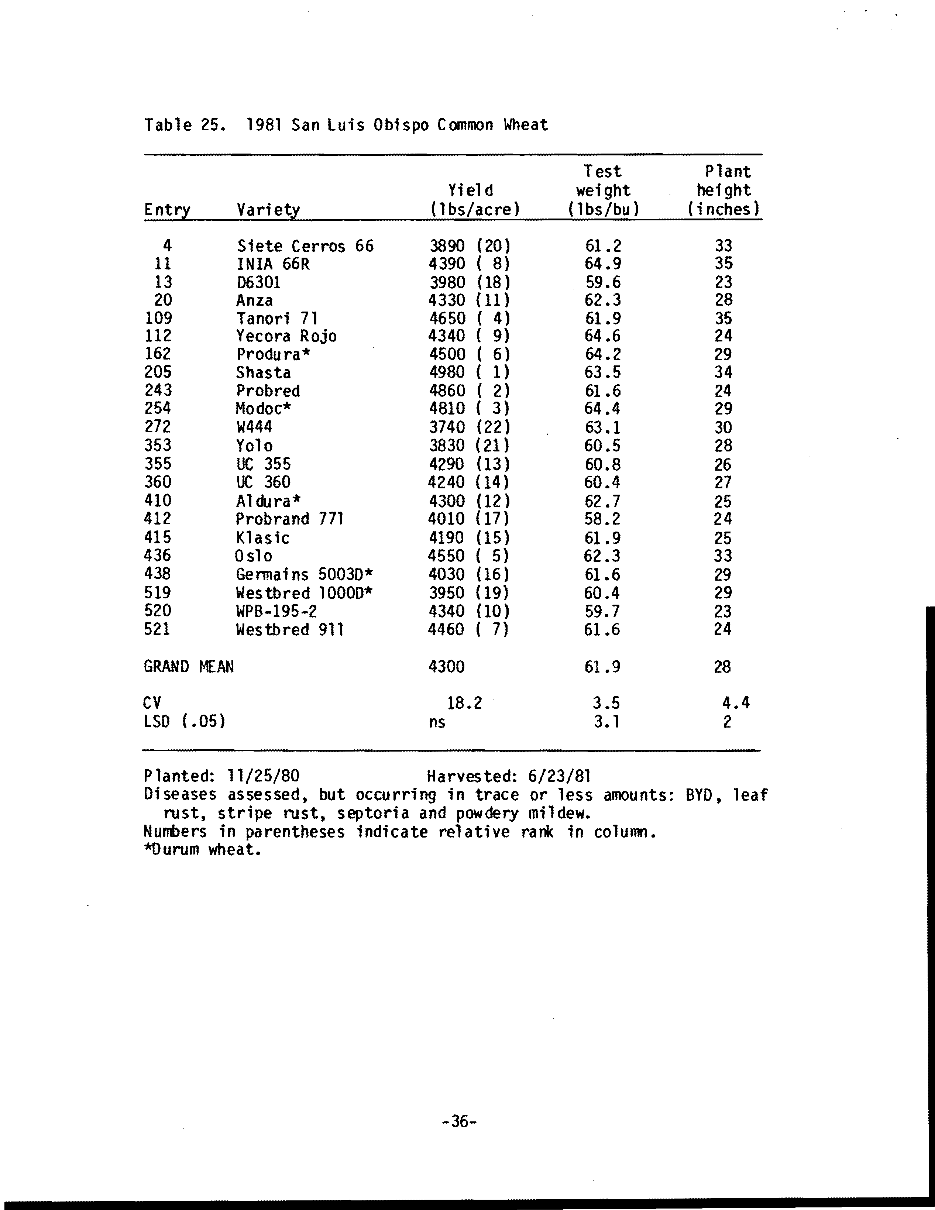 Table 25. 1981 San Luis Obispo Common Wheat
Test Plant
Yield weight height
Entry Variety (lbs/acre) (lbs/bu) (inches)
4 Siete Cerros 66 3890 (20) 61.2 33
11 INIA 66R 4390 ( 8) 64.9 35
13 D6301 3980 (18) 59.6 23
20 Anza 4330 (11) 62.3 28
109 Tanori 71 4650 ( 4) 61.9 35
112 Yecora Rojo 4340 ( 9) 64.6 24
162 Produra* 4500 ( 6) 64.2 29
205 Shasta 4980 ( 1) 63.5 34
243 Probred 4860 ( 2) 61.6 24
254 Modoc* 4810 ( 3) 64.4 29
272 W444 3740 (22) 63.1 30
353 Yolo 3830 (21) 60.5 28
355 UC 355 4290 (13) 60.8 26
360 UC 360 4240 (14) 60.4 27
410 Aldura* 4300 (12) 62.7 25
412 Probrand 771 4010 (17) 58.2 24
415 Klasic 4190 (15) 61.9 25
436 Oslo 4550 ( 5) 62.3 33
438 Germains 5003D* 4030 (16) 61.6 29
519 Westbred 1000D* 3950 (19) 60.4 29
520 WPB-195-2 4340 (10) 59.7 23
521 Westbred 911 4460 ( 7) 61.6 24
GRAND MEAN 4300 61.9 28
CV 18.2 3.5 4.4
LSD (.05) ns 3.1 2
Planted: 11/25/80 Harvested: 6/23/81
Diseases assessed, but occurring in trace or less amounts: BYD, leaf
rust, stripe rust, septoria and powdery mildew.
Numbers in parentheses indicate relative rank in column.
*Durum wheat.
-36-